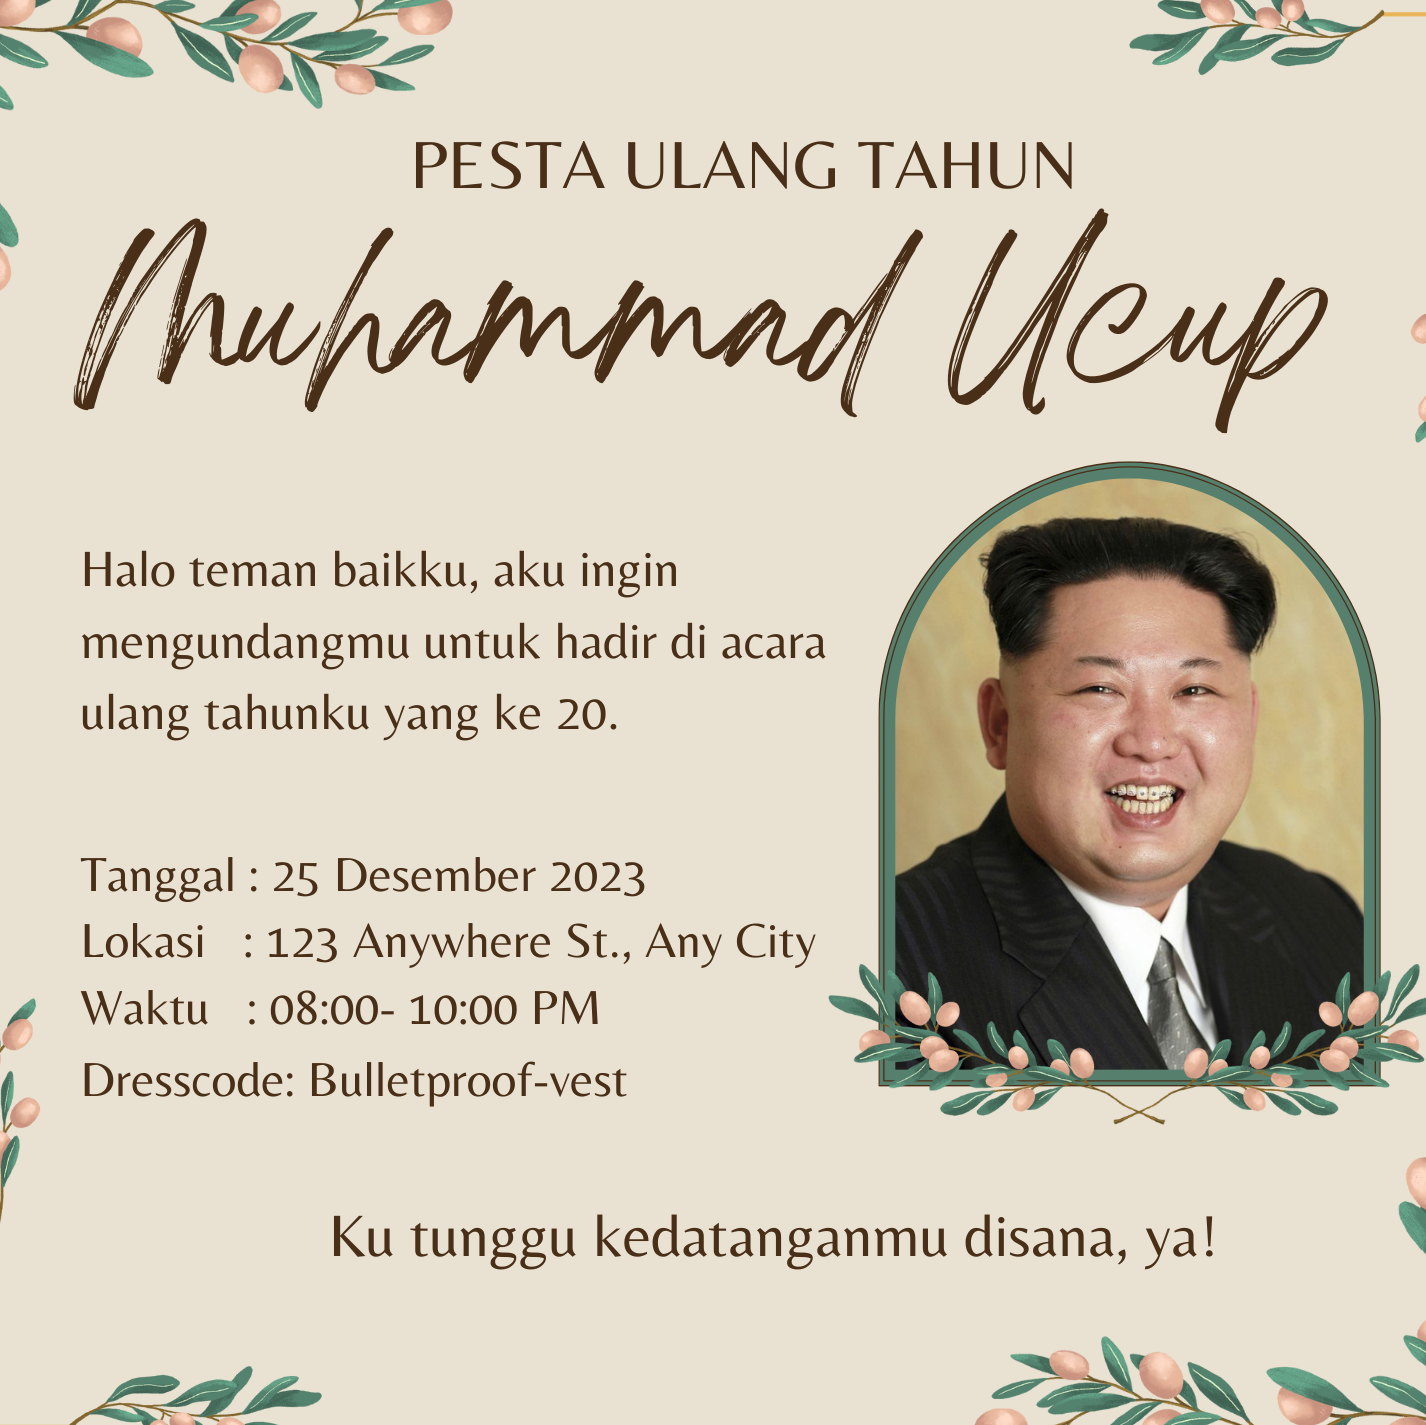 PESTA ULANG TAHUN
Muhammad Ucup
Halo teman baikku, aku ingin
mengundangmu untuk hadir di acara
ulang tahunku yang ke 20.
Tanggal : 25 Desember 2023
Lokasi : 123 Anywhere St., Any City
Waktu : 08:00- 10:00 PM
Dresscode: Bulletproof-vest
Ku tunggu kedatanganmu disana, ya!